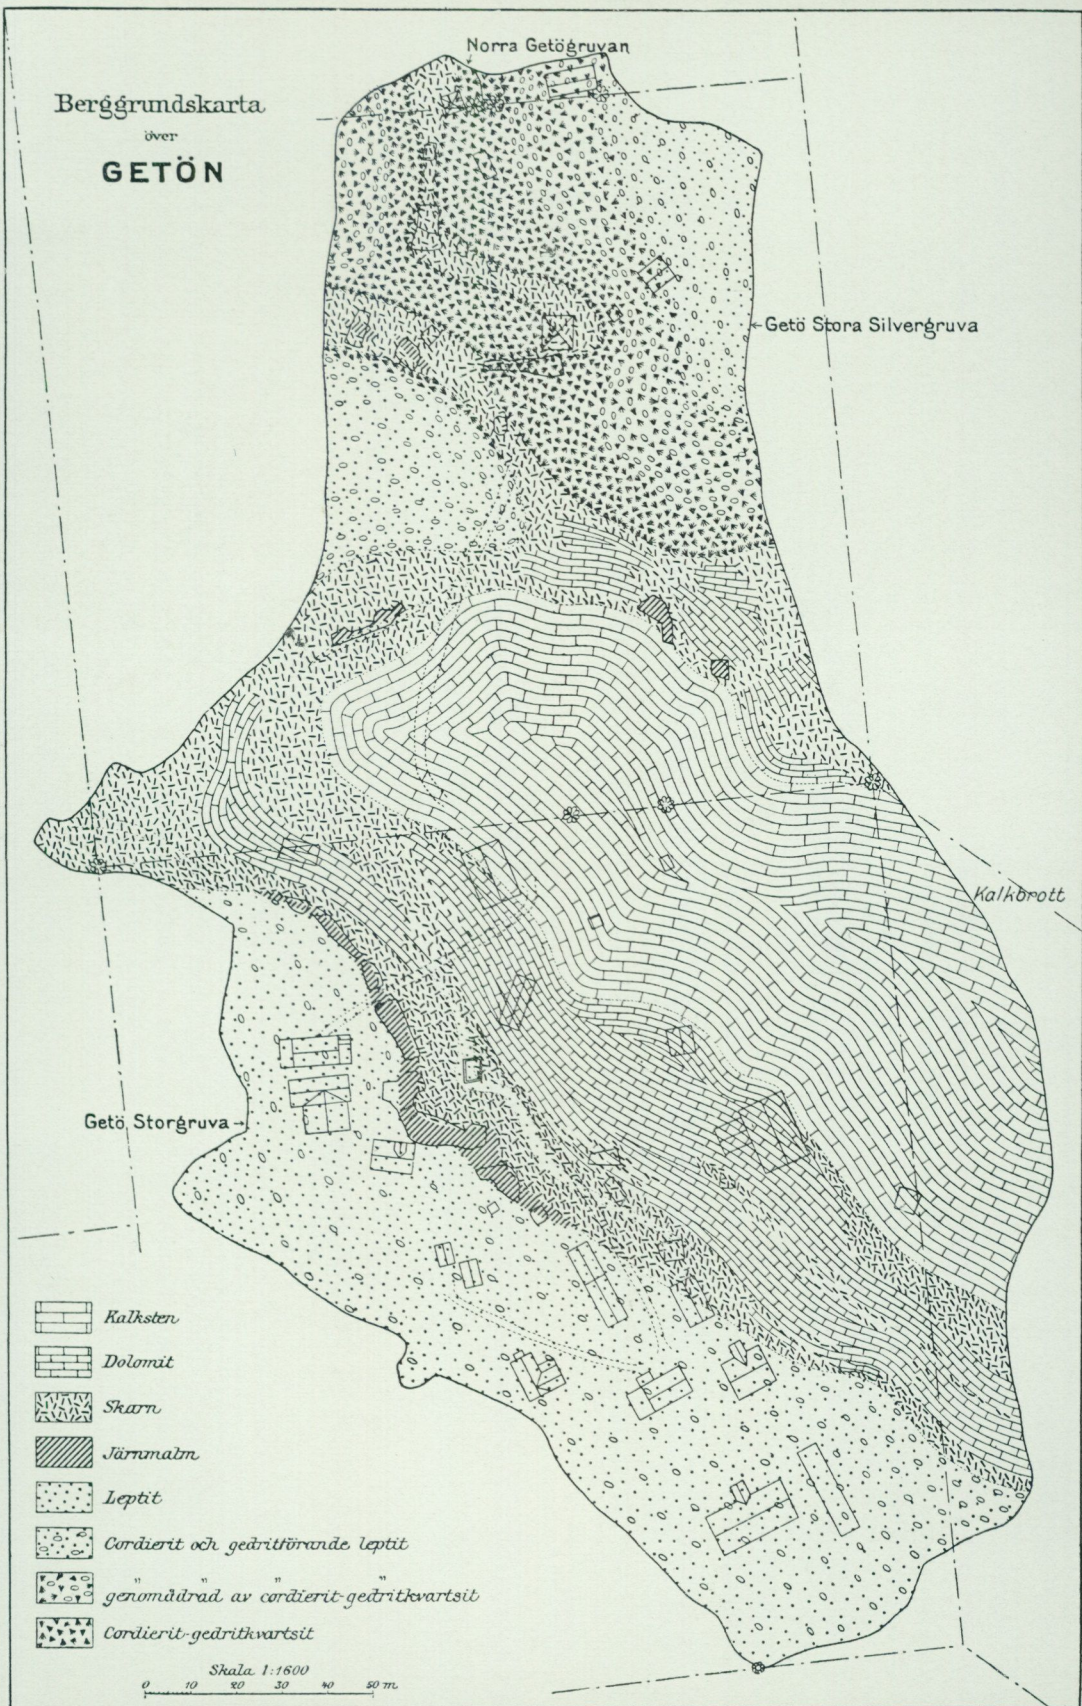 Berggrundskarta
över
GETÖN
Norra Getögruvan
Getö Stora Silvergruva
Kalkbrott
Getö Storgruva
Kalksten
Dolomit
Skarn
Järnmalm
Leptit
Cordierit och gedritförande leptit
" " " "
genomådrad av cordierit-gedritkvartsit
Cordierit-gedritkvartsit
Skala 1:1600
0 10 20 30 40 50 m.